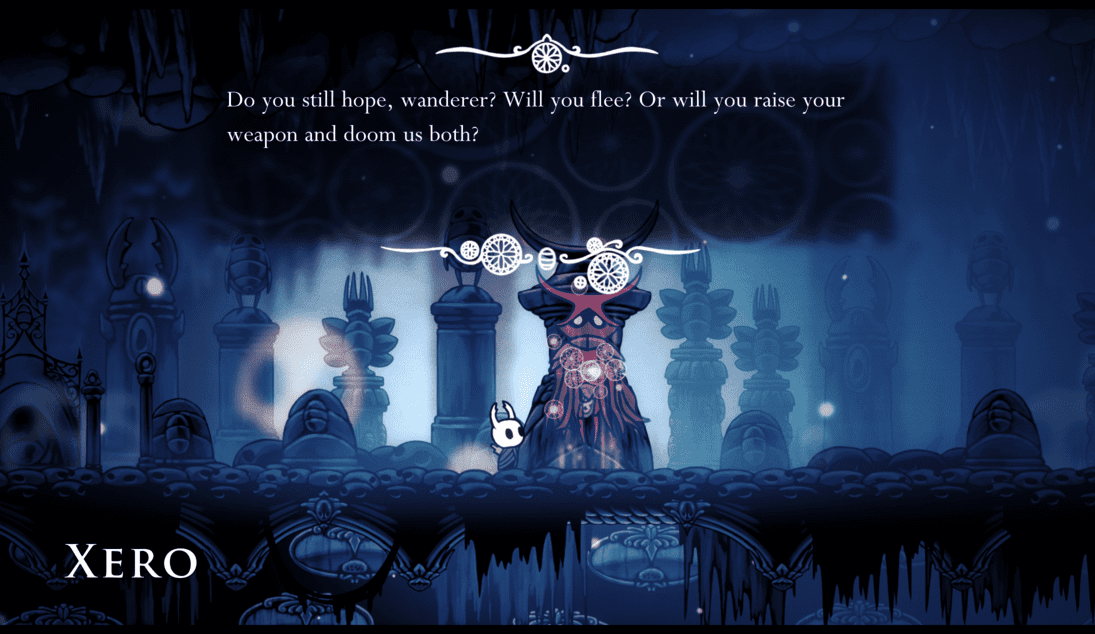 Do you still hope, wanderer? Will you flee? Or will you raise your
weapon and doom us both?
XERO